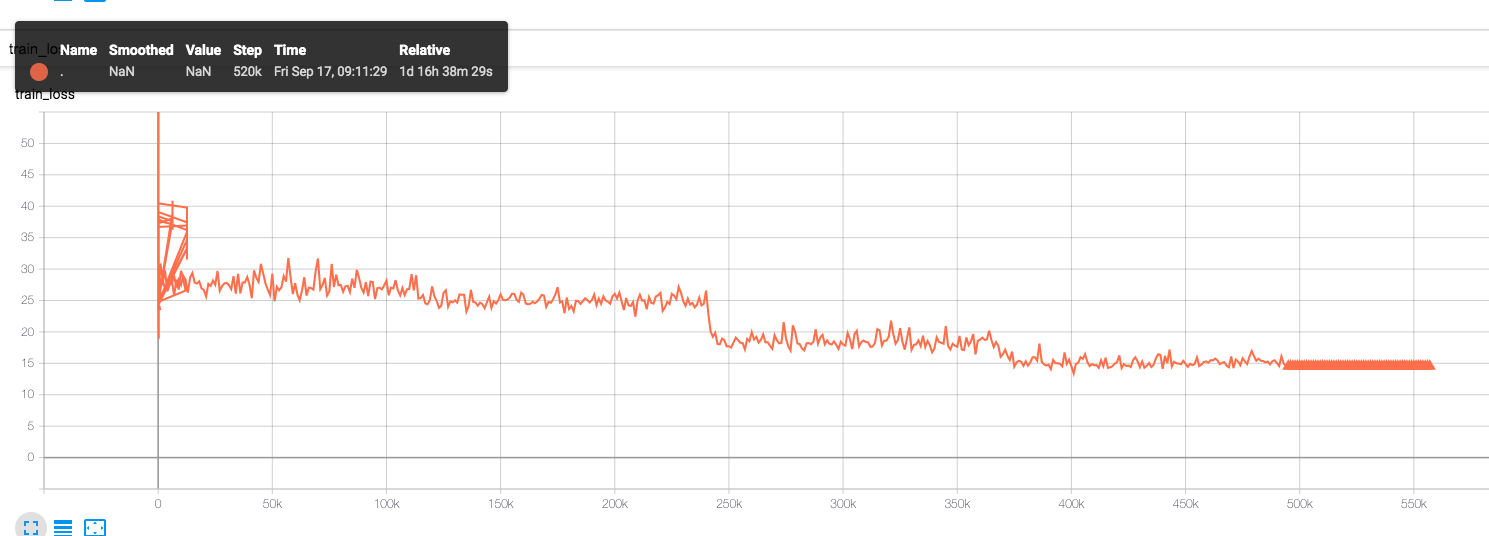 train_lo
Name Smoothed Value Step Time Relative
. NaN NaN 520k Fri Sep 17, 09:11:29 1d 16h 38m 29s
train_loss
50
45
40
35
30
25
20
15
10
5
0
0 50k 100k 150k 200k 250k 300k 350k 400k 450k 500k 550k